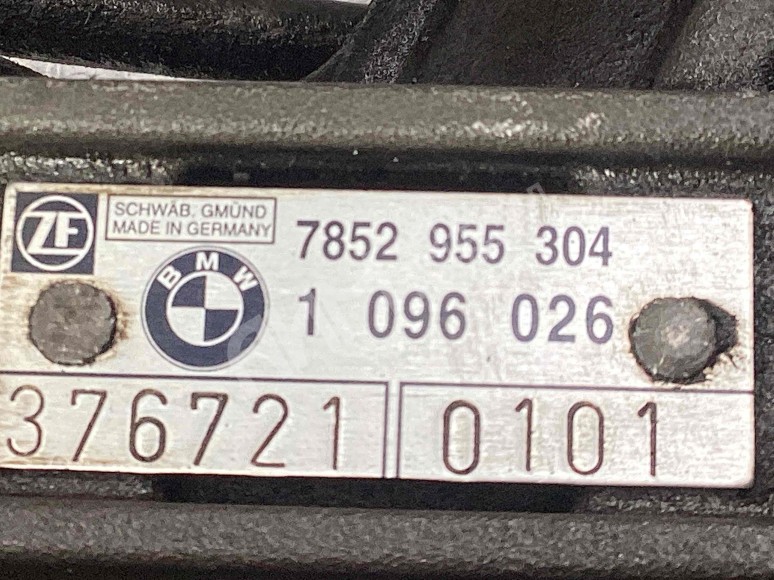 ZF
SCHWÄB. GMÜND
MADE IN GERMANY
7852 955 304
BMW
1 096 026
376721 0101